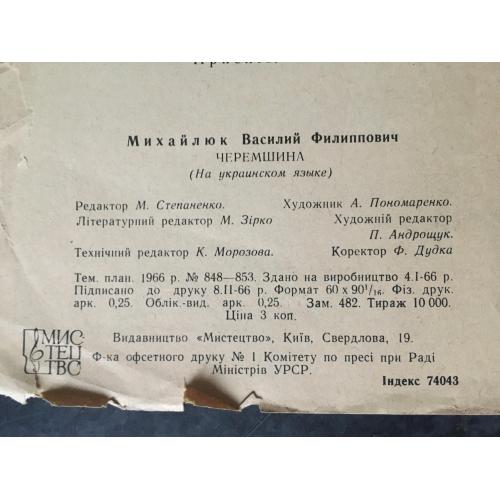 Михайлюк Василий Филиппович
ЧЕРЕМШИНА
(На украинском языке)
Редактор М. Степаненко. Художник А. Пономаренко.
Літературний редактор М. Зірко Художній редактор
П. Андрощук.
Технічний редактор К. Морозова. Коректор Ф. Дудка
Тем. план. 1966 р. № 848—853. Здано на виробництво 4.I-66 р.
Підписано до друку 8.II-66 р. Формат 60 x 90 1/16. Фіз. друк.
арк. 0,25. Облік.-вид. арк. 0,25. Зам. 482. Тираж 10 000.
Ціна 3 коп.
Видавництво «Мистецтво», Київ, Свердлова, 19.
Ф-ка офсетного друку № 1 Комітету по пресі при Раді
Міністрів УРСР.
Індекс 74043
МИС
ТЕЦ
ТВО